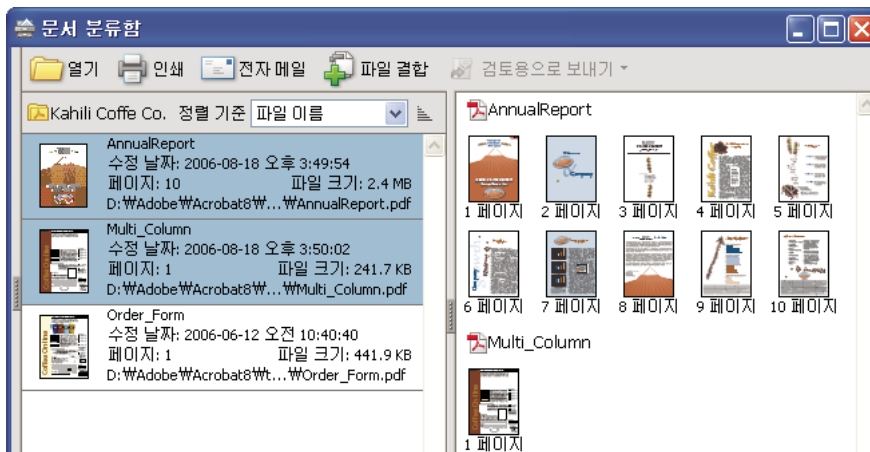 문서 분류함
열기 인쇄 전자 메일 파일 결합 검토용으로 보내기
Kahili Coffe Co. 정렬 기준 파일 이름
AnnualReport
수정 날짜: 2006-08-18 오후 3:49:54
페이지: 10 파일 크기: 2.4 MB
D:₩Adobe₩Acrobat8₩...₩AnnualReport.pdf
Multi_Column
수정 날짜: 2006-08-18 오후 3:50:02
페이지: 1 파일 크기: 241.7 KB
D:₩Adobe₩Acrobat8₩...₩Multi_Column.pdf
Order_Form
수정 날짜: 2006-06-12 오전 10:40:40
페이지: 1 파일 크기: 441.9 KB
D:₩Adobe₩Acrobat8₩t...₩Order_Form.pdf
AnnualReport
1 페이지 2 페이지 3 페이지 4 페이지 5 페이지
6 페이지 7 페이지 8 페이지 9 페이지 10 페이지
Multi_Column
1 페이지